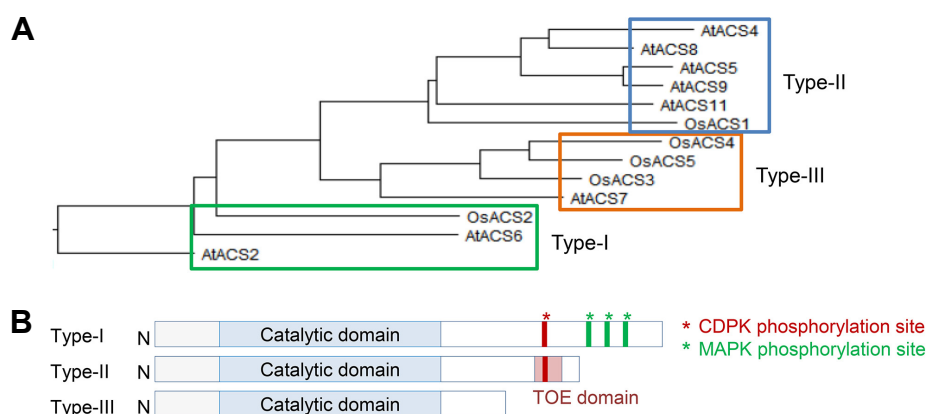 A
AtACS4
AtACS8
AtACS5
AtACS9
Type-II
AtACS11
OsACS1
OsACS4
OsACS5
Type-III
OsACS3
AtACS7
OsACS2
AtACS6
Type-I
AtACS2
B
Type-I N Catalytic domain * * * * * CDPK phosphorylation site
* MAPK phosphorylation site
Type-II N Catalytic domain
TOE domain
Type-III N Catalytic domain